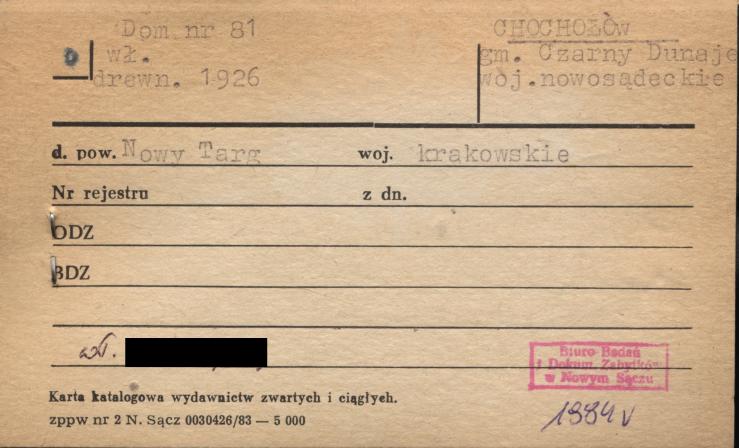 Dom nr 81
wł.
drewn. 1926
CHOCHOŁÓW
gm. Czarny Dunaje
woj.nowosądeckie
d. pow. Nowy Targ woj. krakowskie
Nr rejestru z dn.
ODZ
BDZ
wł.
Biuro Badań
i Dokum. Zabytków
w Nowym Sączu
Karta katalogowa wydawnictw zwartych i ciągłych.
zppw nr 2 N. Sącz 0030426/83 — 5 000
1984 V